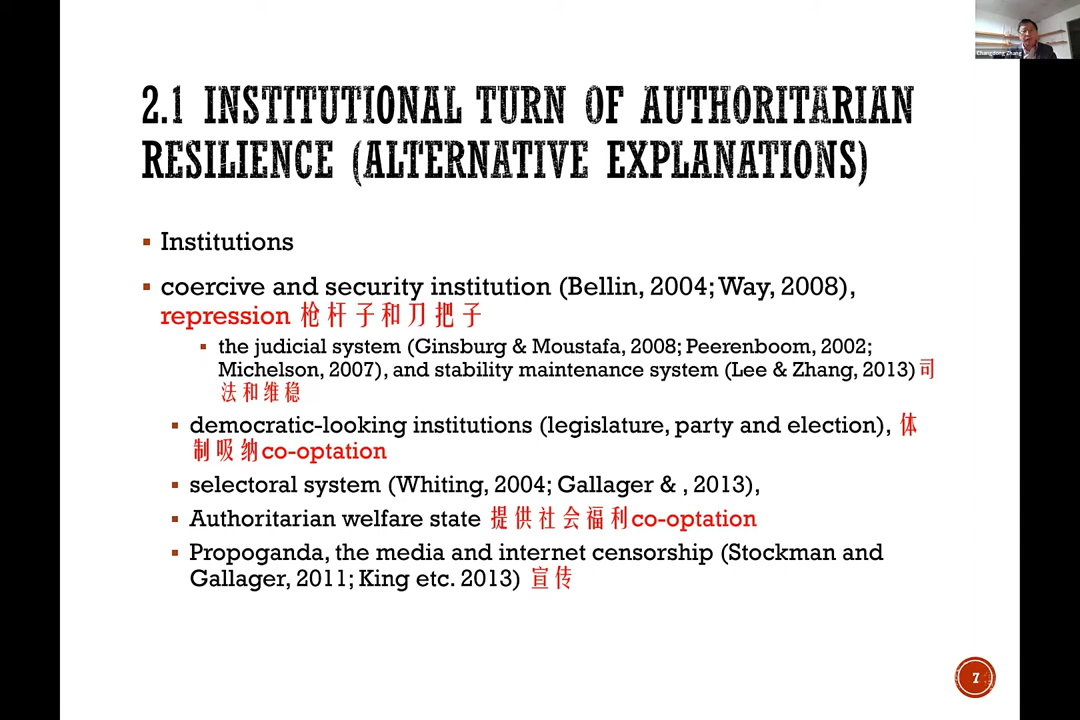 Changdong Zhang
2.1 INSTITUTIONAL TURN OF AUTHORITARIAN
RESILIENCE (ALTERNATIVE EXPLANATIONS)
▪ Institutions
▪ coercive and security institution (Bellin, 2004; Way, 2008),
repression 枪杆子和刀把子
▪ the judicial system (Ginsburg & Moustafa, 2008; Peerenboom, 2002;
Michelson, 2007), and stability maintenance system (Lee & Zhang, 2013)司
法和维稳
▪ democratic-looking institutions (legislature, party and election), 体
制吸纳co-optation
▪ selectoral system (Whiting, 2004; Gallager & , 2013),
▪ Authoritarian welfare state 提供社会福利co-optation
▪ Propoganda, the media and internet censorship (Stockman and
Gallager, 2011; King etc. 2013) 宣传
7